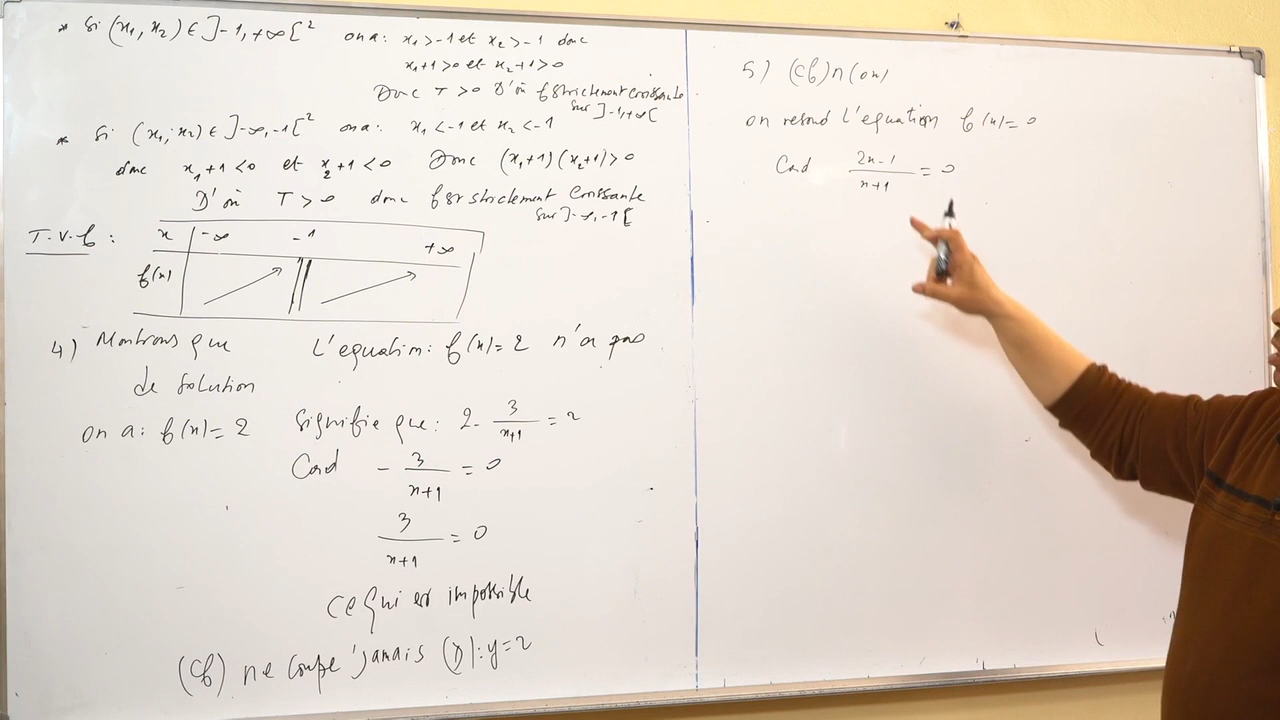 * Si (x₁, x₂) ∈ ]-1, +∞[² on a : x₁>-1 et x₂>-1 donc
x₁+1>0 et x₂+1>0
Donc T>0 D'où f strictement croissante
sur ]-1,+∞[
* Si (x₁, x₂) ∈ ]-∞,-1[² on a : x₁<-1 et x₂<-1
donc x₁+1<0 et x₂+1<0 Donc (x₁+1)(x₂+1)>0
D'où T>0 donc f est strictement croissante
sur ]-∞,-1[
T.V.f :
x -∞ -1 +∞
f(x)
4) Montrons que L'equation : f(x)=2 n'a pas
de solution
on a : f(x)=2 Signifie que : 2 - 3/(x+1) = 2
Cad - 3/(x+1) = 0
3/(x+1) = 0
ce qui est impossible
(Cf) ne coupe jamais (D) : y=2
5) (Cf)∩(ox)
on resoud L'equation f(x)=0
Cad (2x-1)/(x+1) = 0